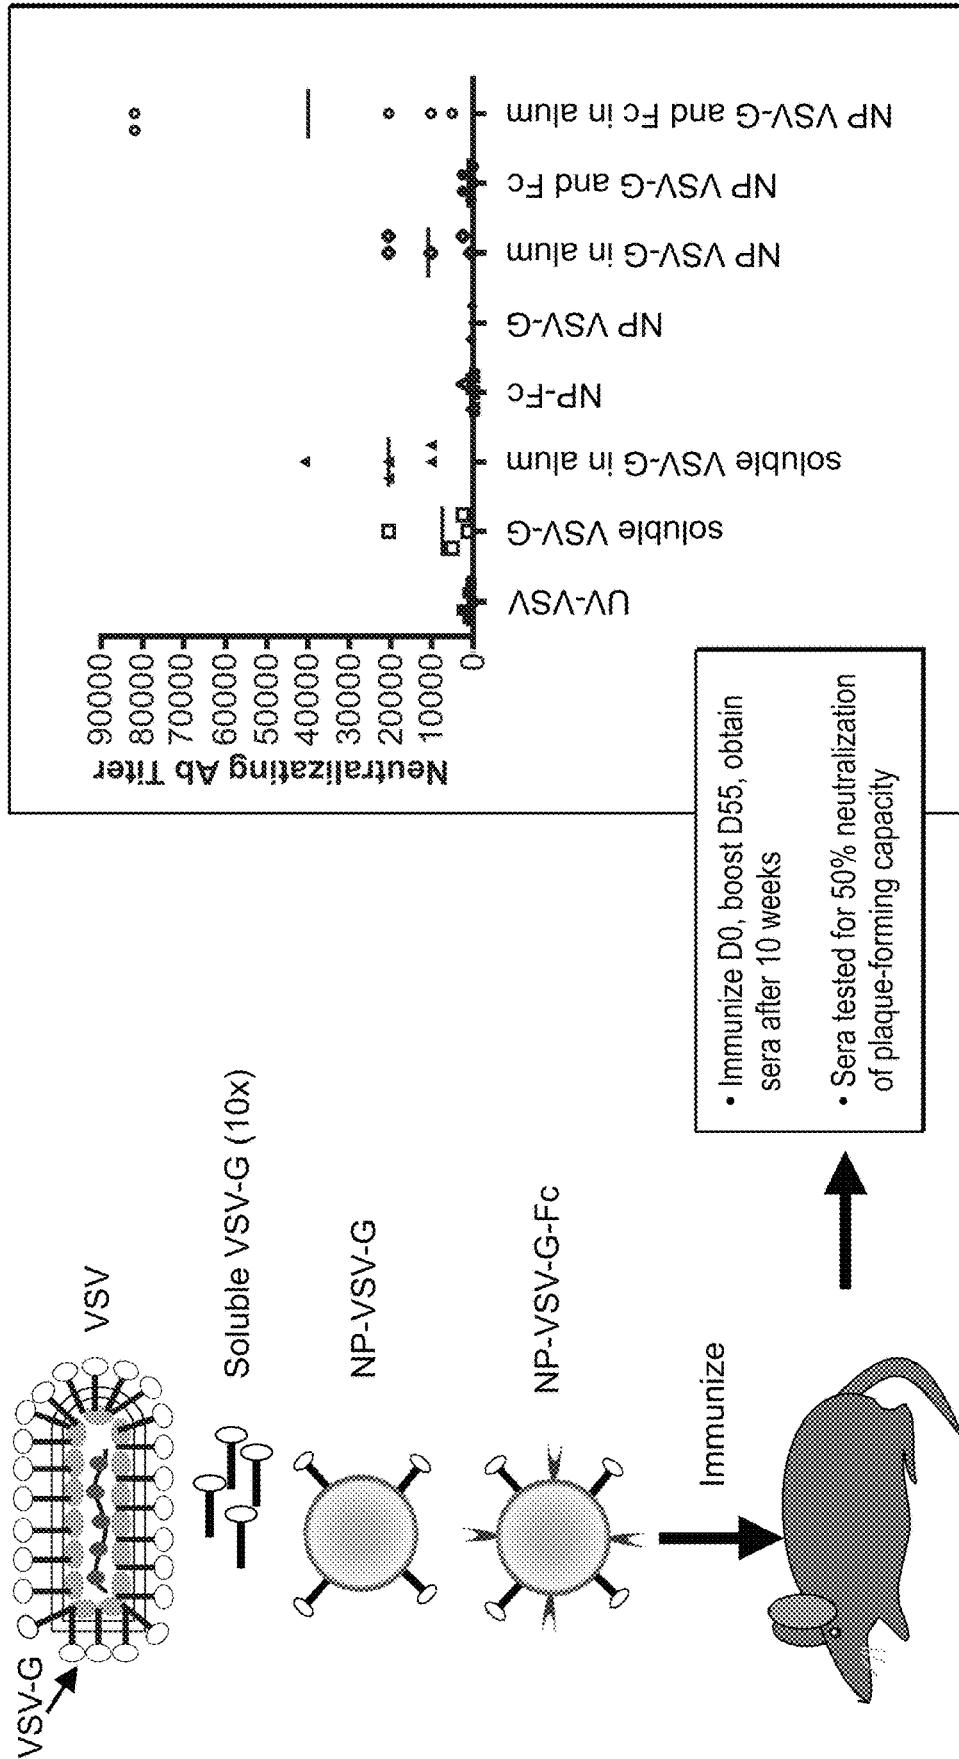 VSV-G
VSV
Soluble VSV-G (10x)
NP-VSV-G
NP-VSV-G-Fc
Immunize
• Immunize D0, boost D55, obtain
sera after 10 weeks
• Sera tested for 50% neutralization
of plaque-forming capacity
Neutralizating Ab Titer
90000
80000
70000
60000
50000
40000
30000
20000
10000
0
UV-VSV
soluble VSV-G
soluble VSV-G in alum
NP-Fc
NP VSV-G
NP VSV-G in alum
NP VSV-G and Fc
NP VSV-G and Fc in alum